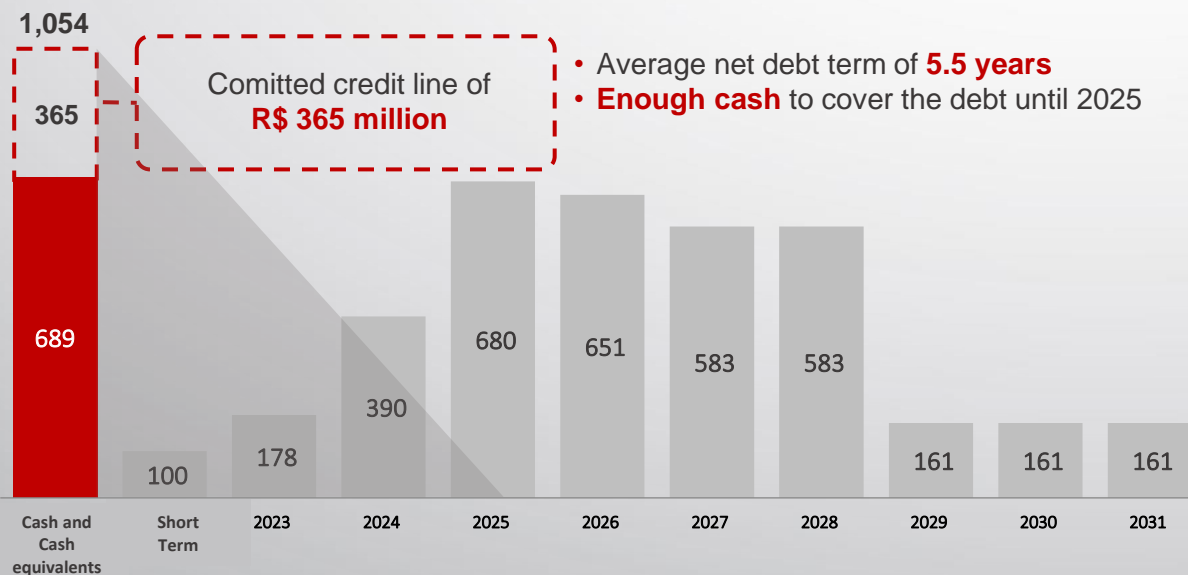 1,054
365
Comitted credit line of
R$ 365 million
• Average net debt term of 5.5 years
• Enough cash to cover the debt until 2025
689
100
178
390
680
651
583
583
161
161
161
Cash and
Cash
equivalents
Short
Term
2023
2024
2025
2026
2027
2028
2029
2030
2031